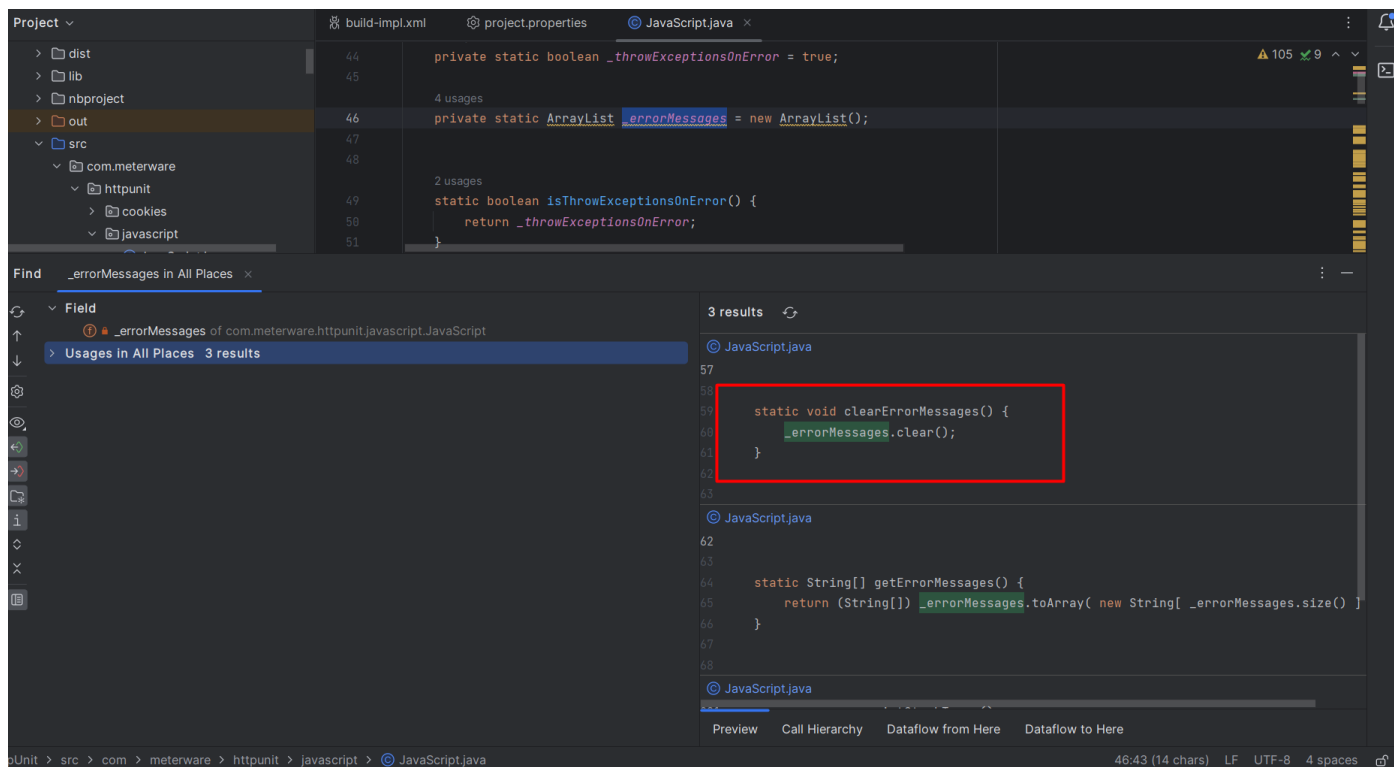 Project
build-impl.xml
project.properties
JavaScript.java
dist
lib
nbproject
out
src
com.meterware
httpunit
cookies
javascript
105 9
44 private static boolean _throwExceptionsOnError = true;
45
4 usages
46 private static ArrayList _errorMessages = new ArrayList();
47
48
2 usages
49 static boolean isThrowExceptionsOnError() {
50 return _throwExceptionsOnError;
51 }
Find _errorMessages in All Places
Field
_errorMessages of com.meterware.httpunit.javascript.JavaScript
Usages in All Places 3 results
3 results
JavaScript.java
57
58
59 static void clearErrorMessages() {
60 _errorMessages.clear();
61 }
62
63
JavaScript.java
62
63
64 static String[] getErrorMessages() {
65 return (String[]) _errorMessages.toArray( new String[ _errorMessages.size() ]
66 }
67
68
JavaScript.java
Preview Call Hierarchy Dataflow from Here Dataflow to Here
pUnit > src > com > meterware > httpunit > javascript > JavaScript.java
46:43 (14 chars) LF UTF-8 4 spaces